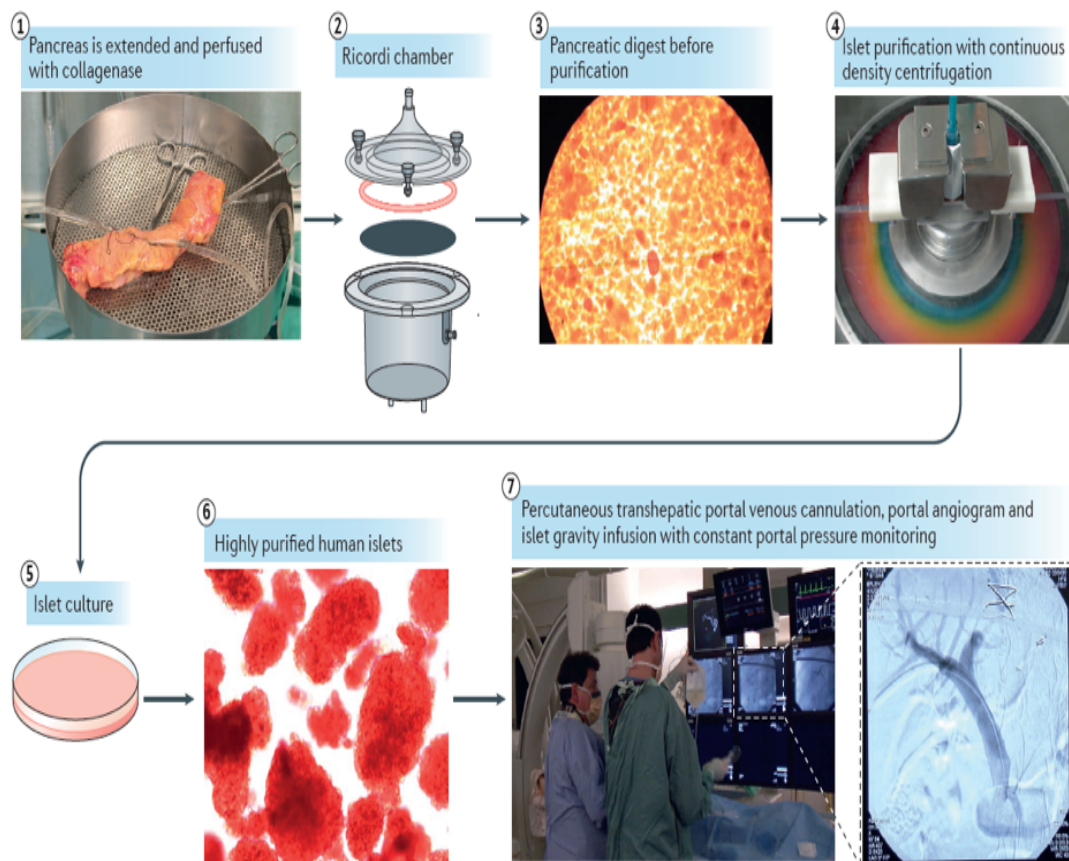 1
Pancreas is extended and perfused
with collagenase
2
Ricordi chamber
3
Pancreatic digest before
purification
4
Islet purification with continuous
density centrifugation
5
Islet culture
6
Highly purified human islets
7
Percutaneous transhepatic portal venous cannulation, portal angiogram and
islet gravity infusion with constant portal pressure monitoring